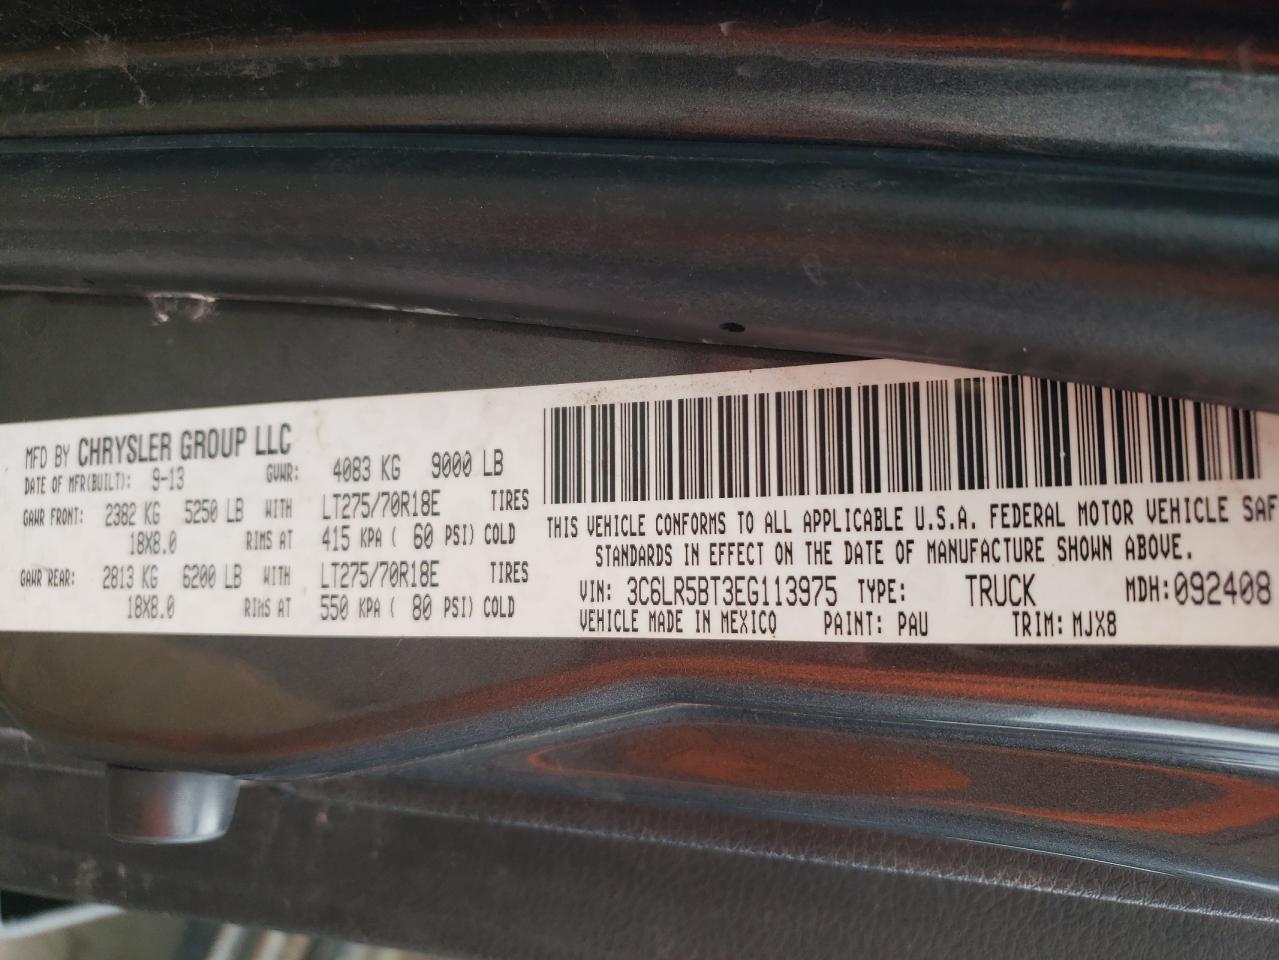 MFD BY CHRYSLER GROUP LLC
DATE OF MFR(BUILT): 9-13 GVWR: 4083 KG 9000 LB
GAWR FRONT: 2382 KG 5250 LB WITH LT275/70R18E TIRES
18X8.0 RIMS AT 415 KPA ( 60 PSI) COLD
GAWR REAR: 2813 KG 6200 LB WITH LT275/70R18E TIRES
18X8.0 RIMS AT 550 KPA ( 80 PSI) COLD
THIS VEHICLE CONFORMS TO ALL APPLICABLE U.S.A. FEDERAL MOTOR VEHICLE SAF
STANDARDS IN EFFECT ON THE DATE OF MANUFACTURE SHOWN ABOVE.
VIN: 3C6LR5BT3EG113975 TYPE: TRUCK MDH: 092408
VEHICLE MADE IN MEXICO PAINT: PAU TRIM: MJX8